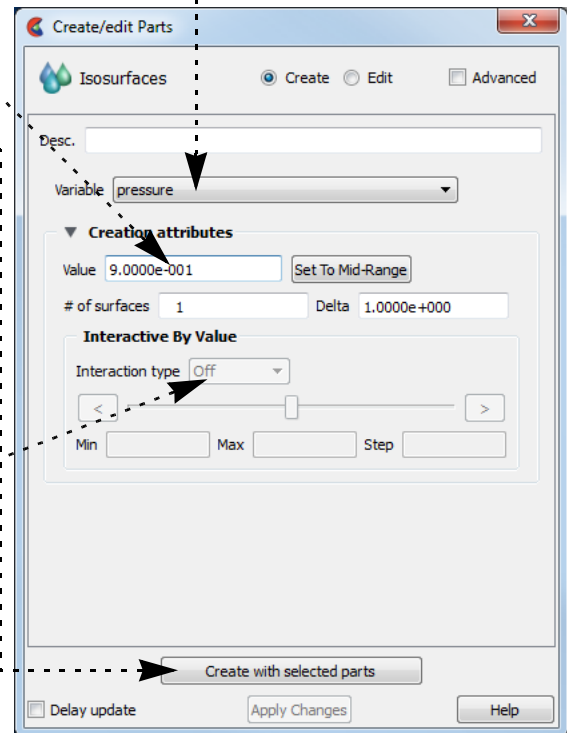 Create/edit Parts
Isosurfaces Create Edit Advanced
Desc.
Variable pressure
Creation attributes
Value 9.0000e-001 Set To Mid-Range
# of surfaces 1 Delta 1.0000e+000
Interactive By Value
Interaction type Off
< >
Min Max Step
Create with selected parts
Delay update Apply Changes Help